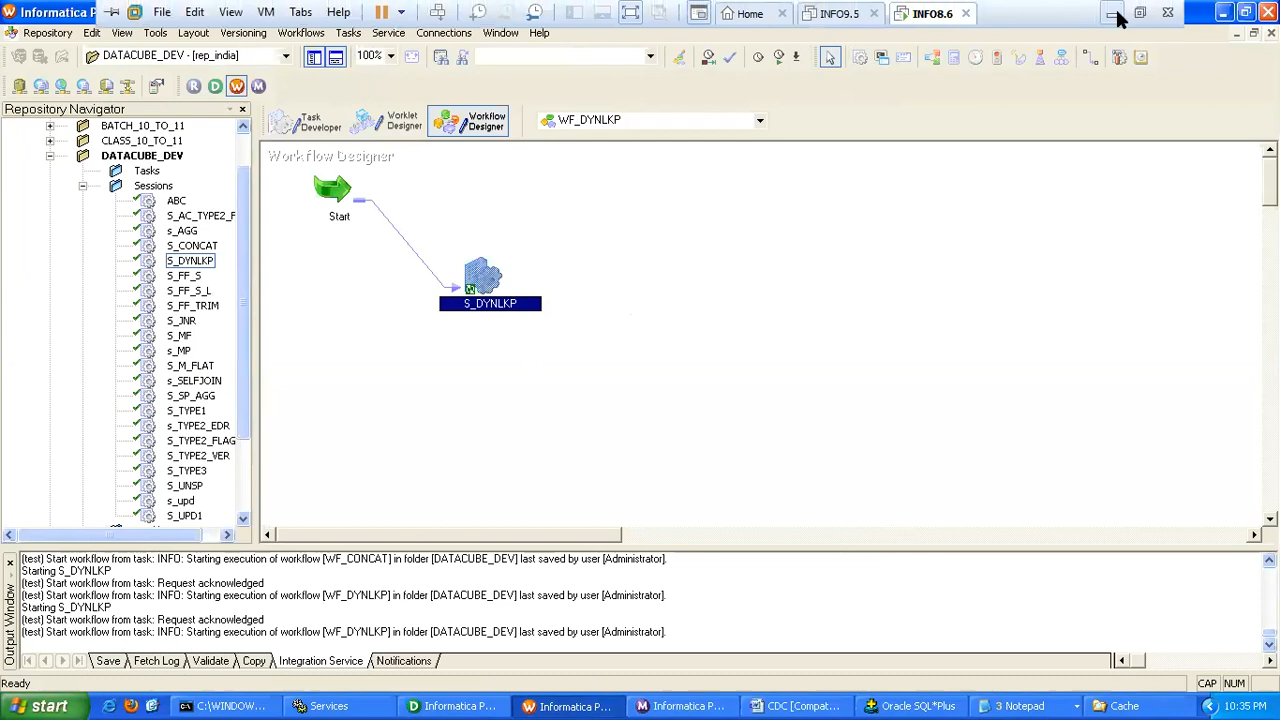 Informatica P
File Edit View VM Tabs Help
Home
INFO9.5
INFO8.6
Repository Edit View Tools Layout Versioning Workflows Tasks Service Connections Window Help
DATACUBE_DEV - [rep_india]
100%
R D W M
Repository Navigator
BATCH_10_TO_11
CLASS_10_TO_11
DATACUBE_DEV
Tasks
Sessions
ABC
S_AC_TYPE2_F
s_AGG
S_CONCAT
S_DYNLKP
S_FF_S
S_FF_S_L
S_FF_TRIM
S_JNR
S_MF
s_MP
S_M_FLAT
s_SELFJOIN
S_SP_AGG
S_TYPE1
s_TYPE2_EDR
S_TYPE2_FLAG
S_TYPE2_VER
S_TYPE3
S_UNSP
s_upd
S_UPD1
Task
Developer
Worklet
Designer
Workflow
Designer
WF_DYNLKP
Workflow Designer
Start
S_DYNLKP
Output Window
(test) Start workflow from task: INFO: Starting execution of workflow [WF_CONCAT] in folder [DATACUBE_DEV] last saved by user [Administrator].
Starting S_DYNLKP
(test) Start workflow from task: Request acknowledged
(test) Start workflow from task: INFO: Starting execution of workflow [WF_DYNLKP] in folder [DATACUBE_DEV] last saved by user [Administrator].
Starting S_DYNLKP
(test) Start workflow from task: Request acknowledged
(test) Start workflow from task: INFO: Starting execution of workflow [WF_DYNLKP] in folder [DATACUBE_DEV] last saved by user [Administrator].
Save Fetch Log Validate Copy Integration Service Notifications
Ready
CAP NUM
start
C:\WINDOW...
Services
Informatica P...
Informatica P...
Informatica P...
CDC [Compat...
Oracle SQL*Plus
3 Notepad
Cache
10:35 PM